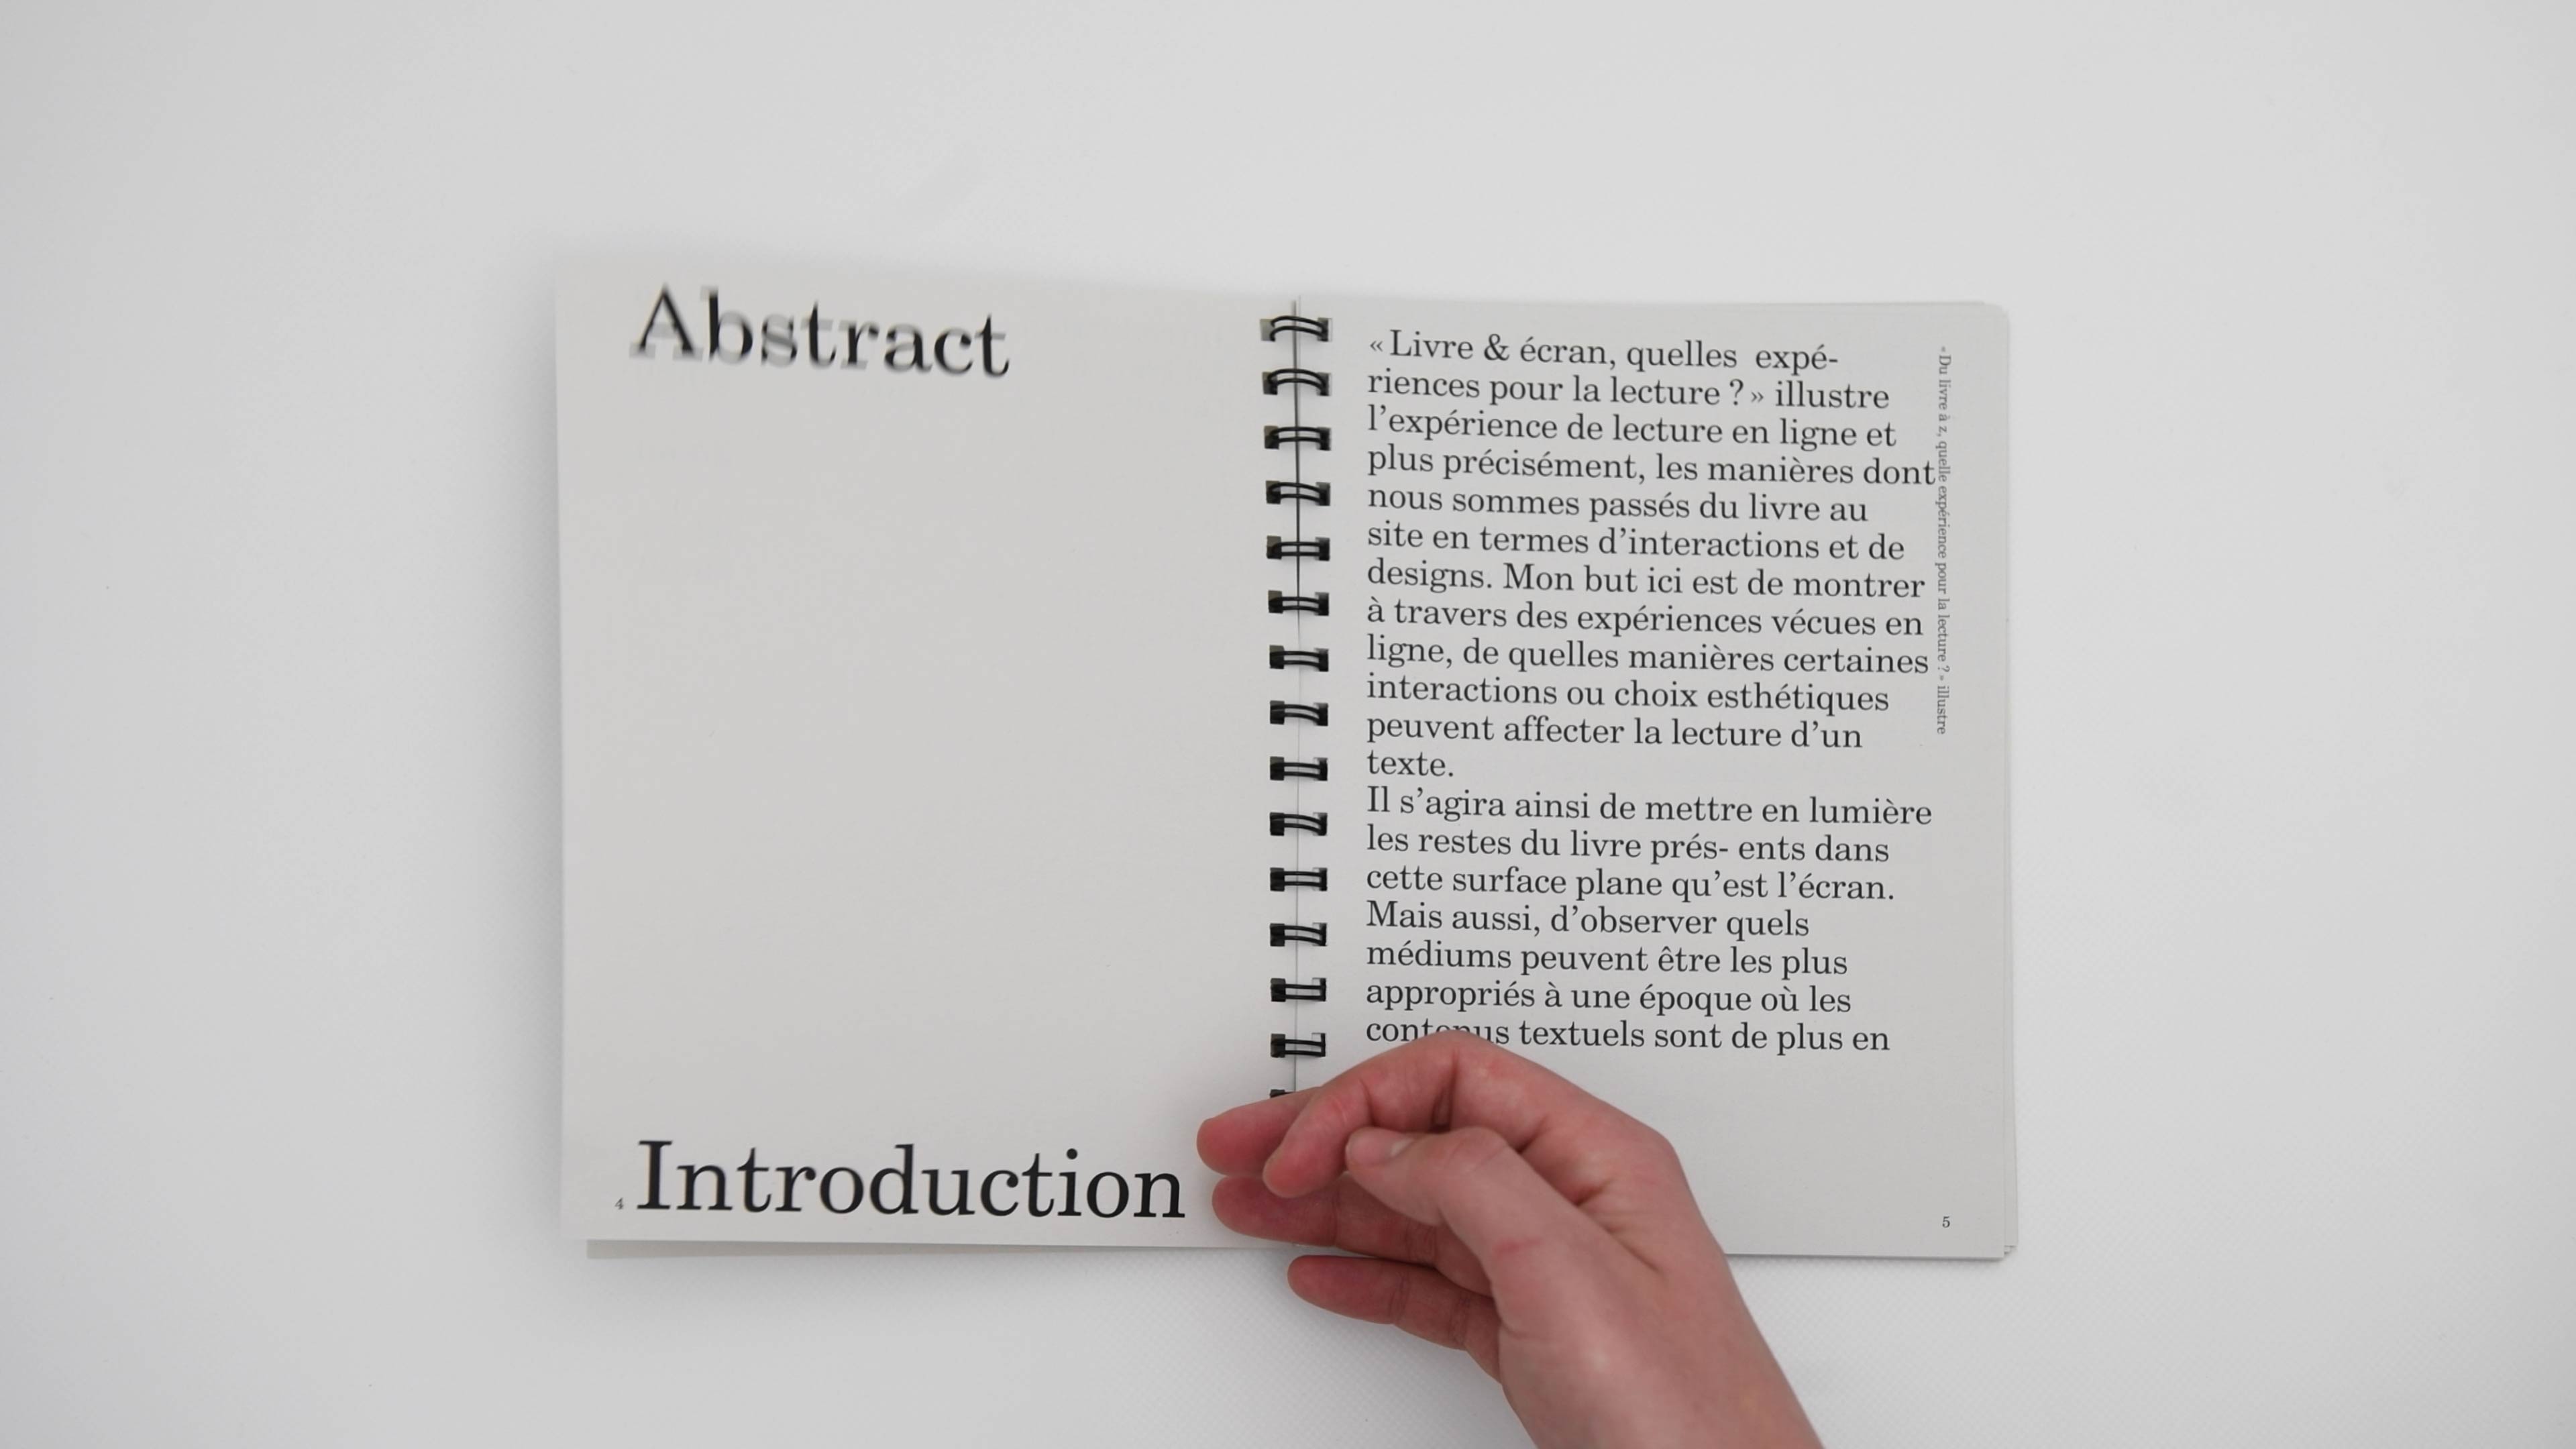 Abstract
4 Introduction
« Livre & écran, quelles  expé-
riences pour la lecture ? » illustre
l’expérience de lecture en ligne et
plus précisément, les manières dont
nous sommes passés du livre au
site en termes d’interactions et de
designs. Mon but ici est de montrer
à travers des expériences vécues en
ligne, de quelles manières certaines
interactions ou choix esthétiques
peuvent affecter la lecture d’un
texte.
Il s’agira ainsi de mettre en lumière
les restes du livre prés- ents dans
cette surface plane qu’est l’écran.
Mais aussi, d’observer quels
médiums peuvent être les plus
appropriés à une époque où les
contenus textuels sont de plus en
« Du livre à z, quelle expérience pour la lecture ? » illustre
5